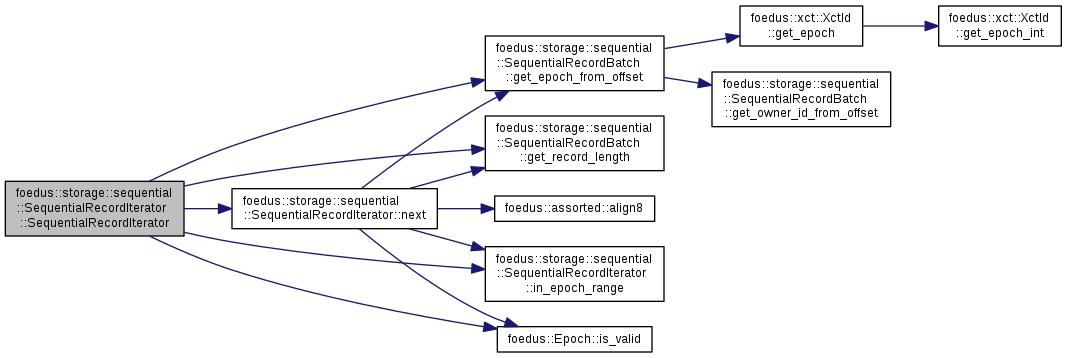 foedus::storage::sequential
::SequentialRecordIterator
::SequentialRecordIterator
foedus::storage::sequential
::SequentialRecordIterator::next
foedus::storage::sequential
::SequentialRecordBatch
::get_epoch_from_offset
foedus::storage::sequential
::SequentialRecordBatch
::get_record_length
foedus::assorted::align8
foedus::storage::sequential
::SequentialRecordIterator
::in_epoch_range
foedus::Epoch::is_valid
foedus::xct::XctId
::get_epoch
foedus::storage::sequential
::SequentialRecordBatch
::get_owner_id_from_offset
foedus::xct::XctId
::get_epoch_int